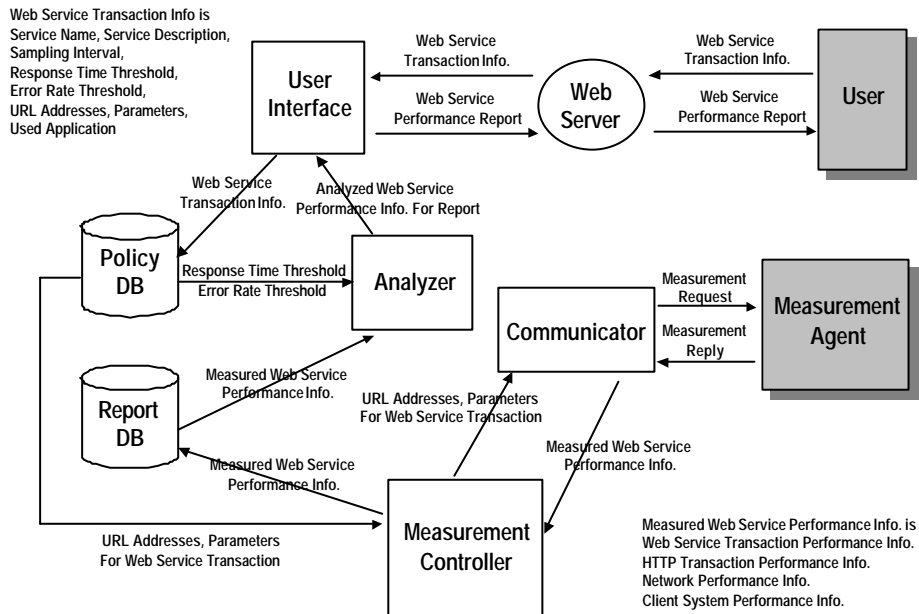 Web Service Transaction Info is
Service Name, Service Description,
Sampling Interval,
Response Time Threshold,
Error Rate Threshold,
URL Addresses, Parameters,
Used Application
User
Interface
Web Service
Transaction Info.
Web Service
Performance Report
Web
Server
Web Service
Transaction Info.
Web Service
Performance Report
User
Web Service
Transaction Info.
Analyzed Web Service
Performance Info. For Report
Policy
DB
Response Time Threshold
Error Rate Threshold
Analyzer
Communicator
Measurement
Request
Measurement
Reply
Measurement
Agent
Report
DB
Measured Web Service
Performance Info.
URL Addresses, Parameters
For Web Service Transaction
Measured Web Service
Performance Info.
Measured Web Service
Performance Info.
URL Addresses, Parameters
For Web Service Transaction
Measurement
Controller
Measured Web Service Performance Info. is
Web Service Transaction Performance Info.
HTTP Transaction Performance Info.
Network Performance Info.
Client System Performance Info.